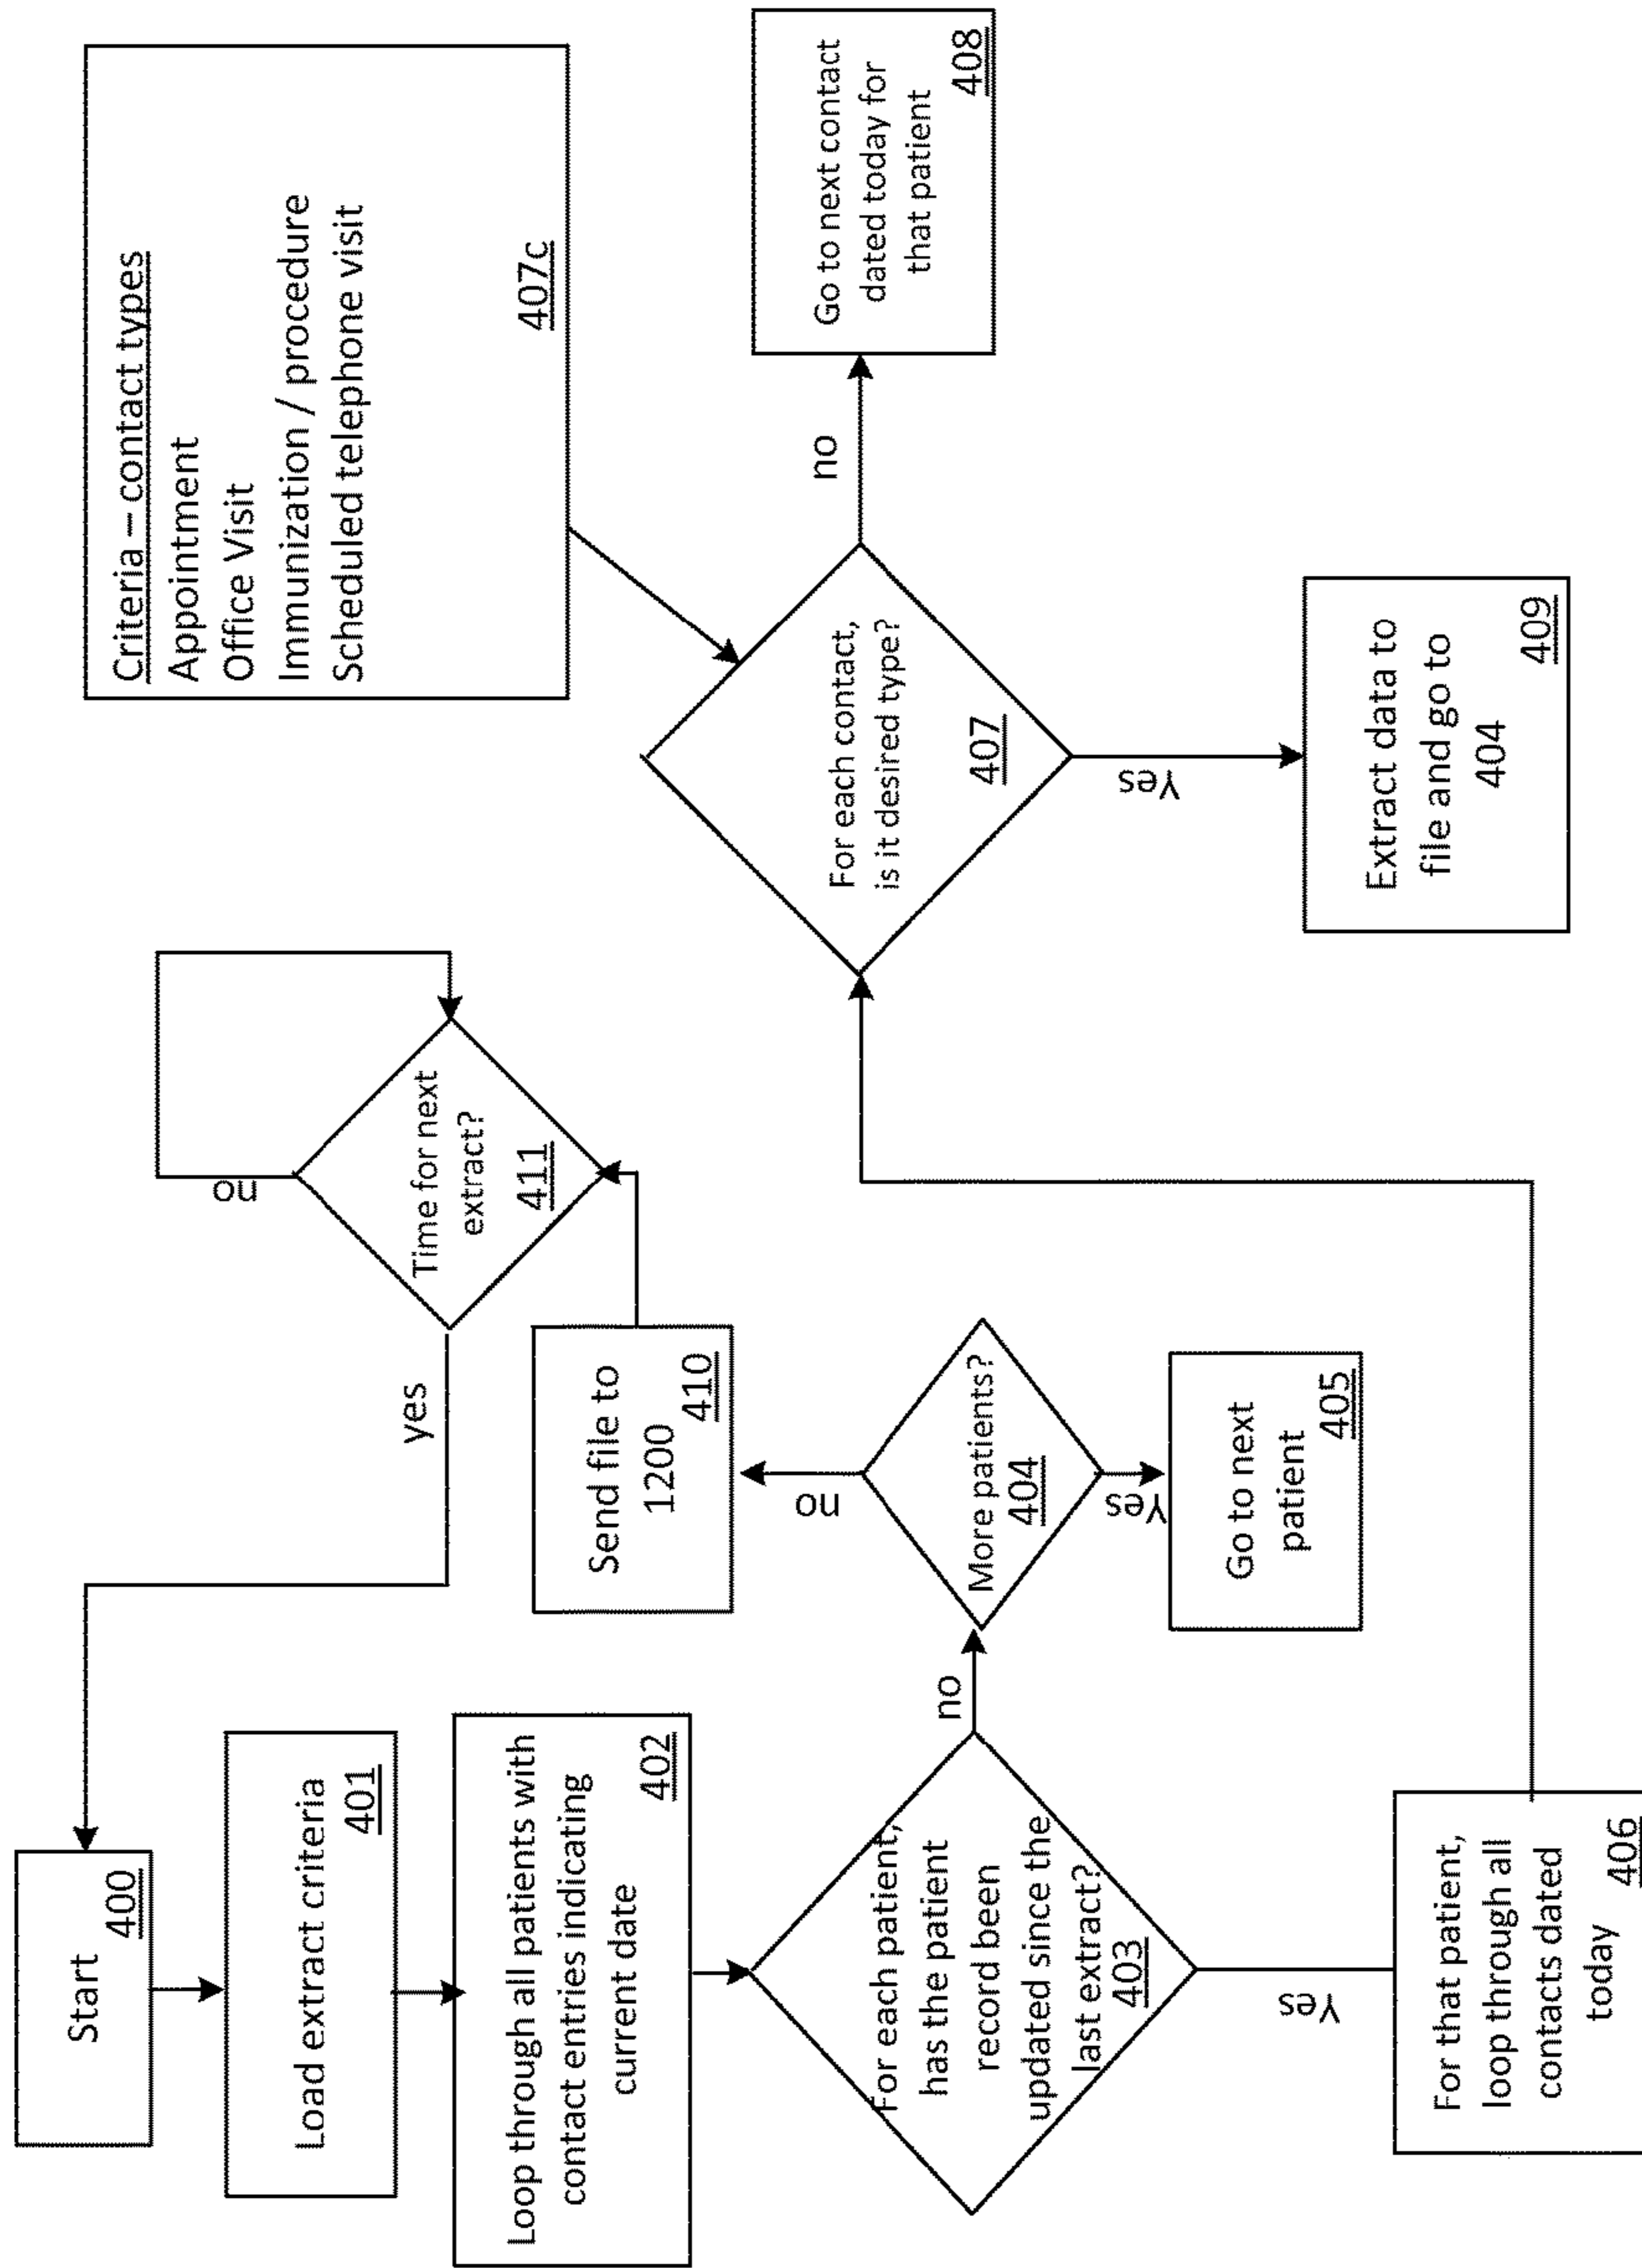 Start
400
Load extract criteria
401
Loop through all patients with
contact entries indicating
current date
402
For each patient,
has the patient
record been
updated since the
last extract?
403
no
Yes
For that patient,
loop through all
contacts dated
today
406
More patients?
404
no
Yes
Go to next
patient
405
Send file to
1200
410
Time for next
extract?
411
no
yes
For each contact,
is it desired type?
407
no
Yes
Extract data to
file and go to
404
409
Go to next contact
dated today for
that patient
408
Criteria – contact types
Appointment
Office Visit
Immunization / procedure
Scheduled telephone visit
407c